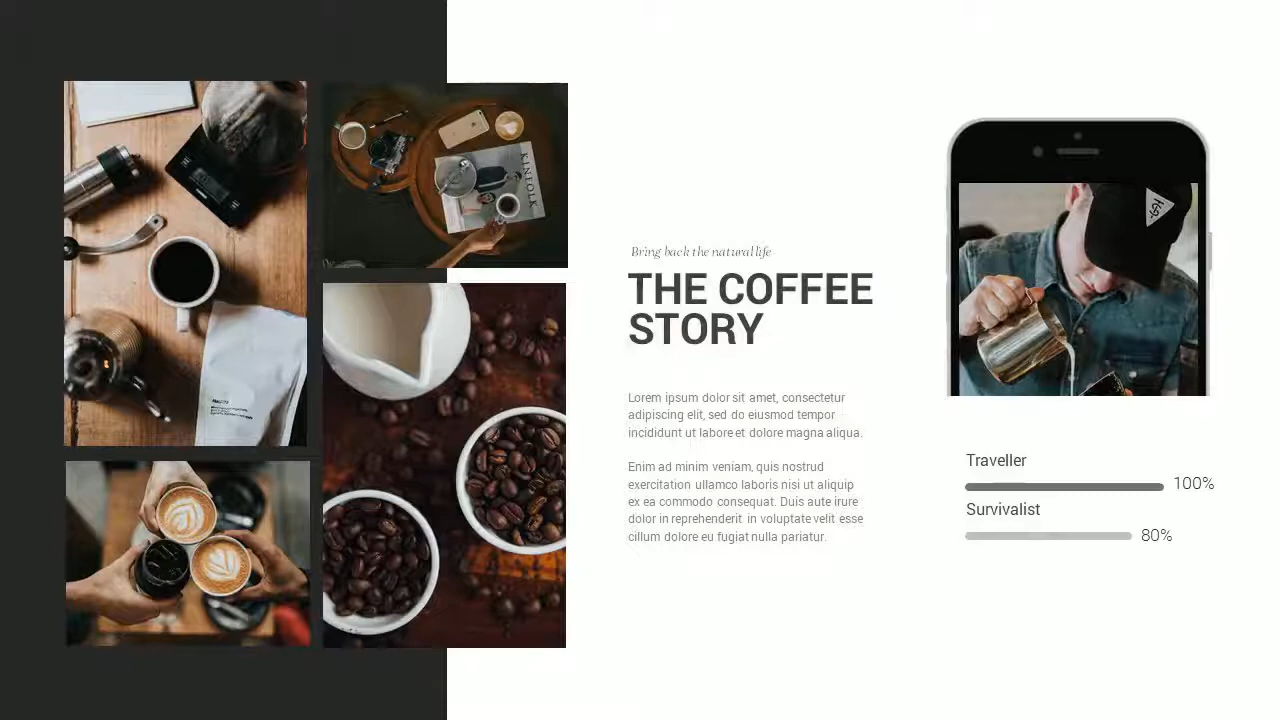 KINFOLK
Bring back the natural life
THE COFFEE
STORY
Lorem ipsum dolor sit amet, consectetur
adipiscing elit, sed do eiusmod tempor
incididunt ut labore et dolore magna aliqua.
Enim ad minim veniam, quis nostrud
exercitation ullamco laboris nisi ut aliquip
ex ea commodo consequat. Duis aute irure
dolor in reprehenderit in voluptate velit esse
cillum dolore eu fugiat nulla pariatur.
Traveller
100%
Survivalist
80%